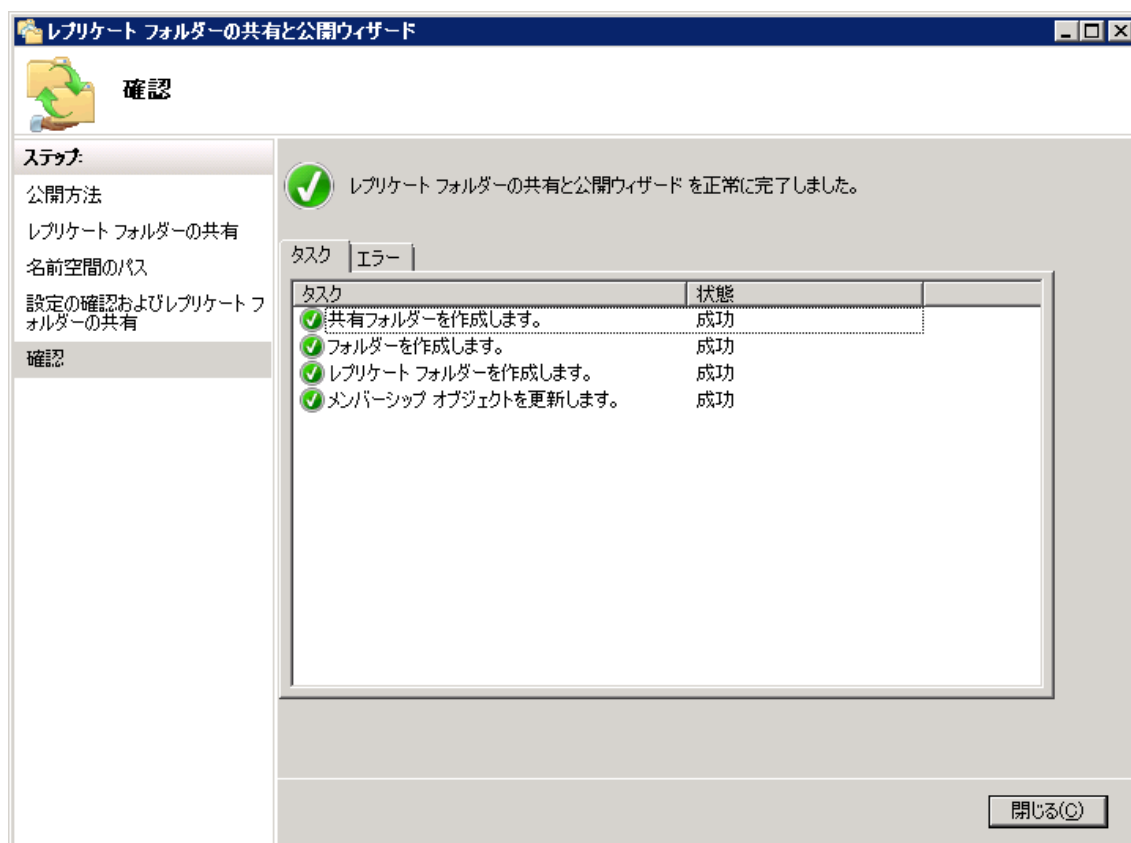 レプリケート フォルダーの共有と公開ウィザード
確認
ステップ:
公開方法
レプリケート フォルダーの共有
名前空間のパス
設定の確認およびレプリケート フ
ォルダーの共有
確認
レプリケート フォルダーの共有と公開ウィザード を正常に完了しました。
タスク エラー
タスク 状態
共有フォルダーを作成します。 成功
フォルダーを作成します。 成功
レプリケート フォルダーを作成します。 成功
メンバーシップ オブジェクトを更新します。 成功
閉じる(C)